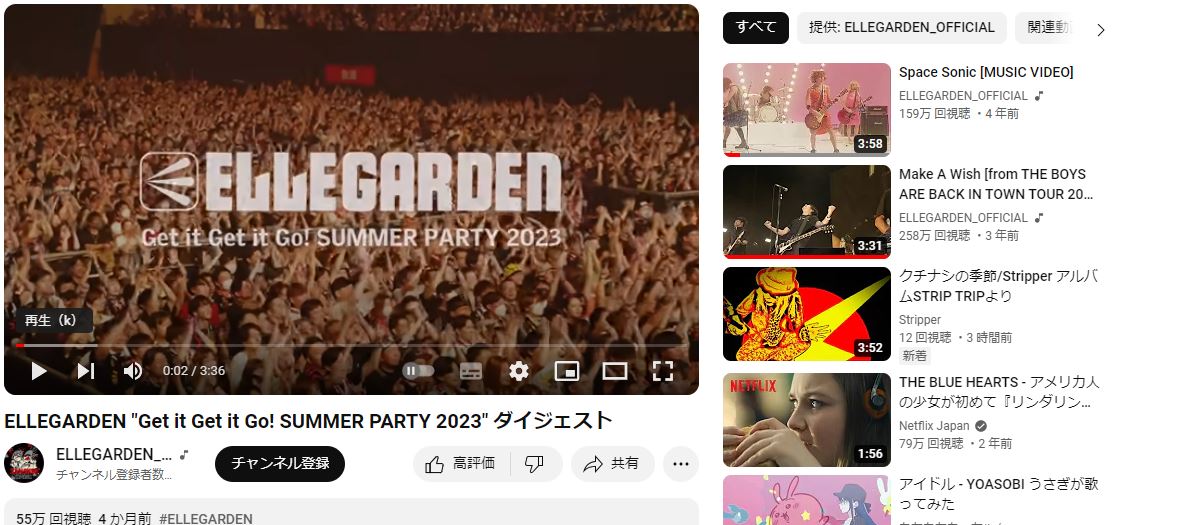 ELLEGARDEN
Get it Get it Go! SUMMER PARTY 2023
再生（k）
0:02 / 3:36
ELLEGARDEN "Get it Get it Go! SUMMER PARTY 2023" ダイジェスト
ELLEGARDEN_...
チャンネル登録者数...
チャンネル登録
高評価
共有
55万 回視聴 4 か月前 #ELLEGARDEN
すべて
提供: ELLEGARDEN_OFFICIAL
関連動
3:58
Space Sonic [MUSIC VIDEO]
ELLEGARDEN_OFFICIAL
159万 回視聴 ・4 年前
3:31
Make A Wish [from THE BOYS
ARE BACK IN TOWN TOUR 20...
ELLEGARDEN_OFFICIAL
258万 回視聴 ・3 年前
3:52
クチナシの季節/Stripper アルバ
ムSTRIP TRIPより
Stripper
12 回視聴 ・3 時間前
新着
NETFLIX
1:56
THE BLUE HEARTS - アメリカ人
の少女が初めて『リンダリン...
Netflix Japan
79万 回視聴 ・2 年前
アイドル - YOASOBI うさぎが歌
ってみた